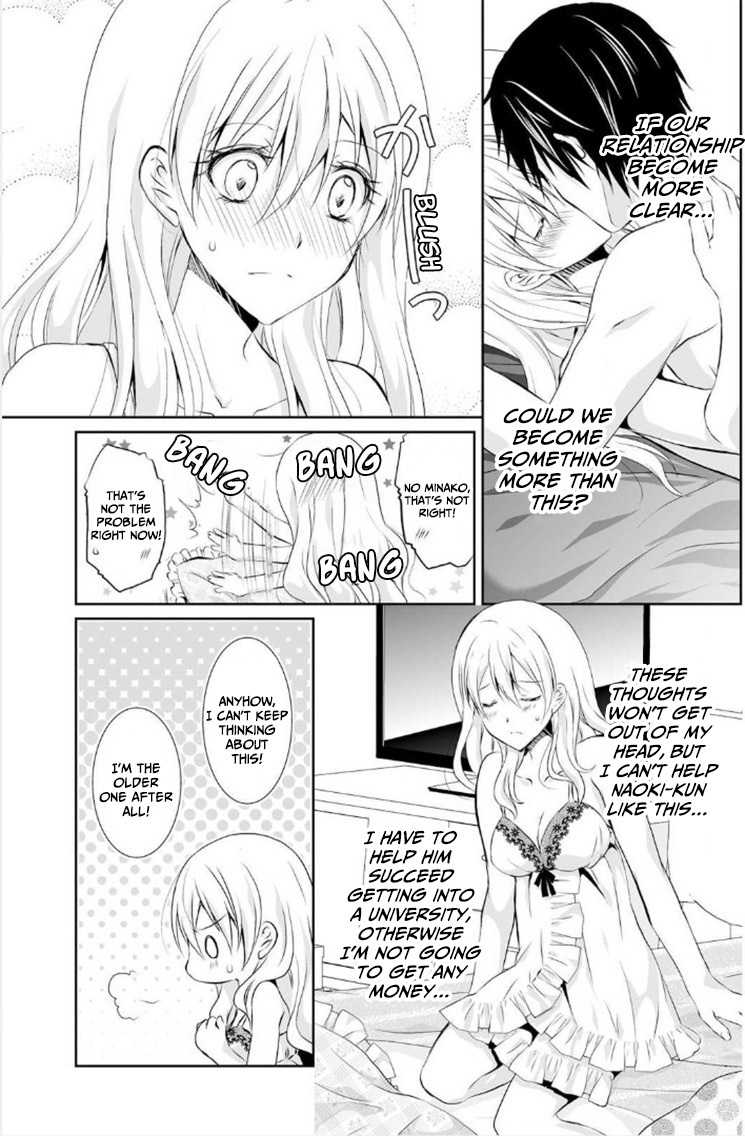 IF OUR
RELATIONSHIP
BECOME
MORE
CLEAR...
COULD WE
BECOME
SOMETHING
MORE THAN
THIS?
かーっ
BLUSH
NO MINAKO,
THAT'S NOT
RIGHT!
BANG
BANG
BANG
THAT'S
NOT THE
PROBLEM
RIGHT NOW!
THESE
THOUGHTS
WON'T GET
OUT OF MY
HEAD, BUT
I CAN'T HELP
NAOKI-KUN
LIKE THIS...
I HAVE TO
HELP HIM
SUCCEED
GETTING INTO
A UNIVERSITY,
OTHERWISE
I'M NOT GOING
TO GET ANY
MONEY...
ANYHOW,
I CAN'T KEEP
THINKING
ABOUT
THIS!
I'M THE
OLDER
ONE AFTER
ALL!